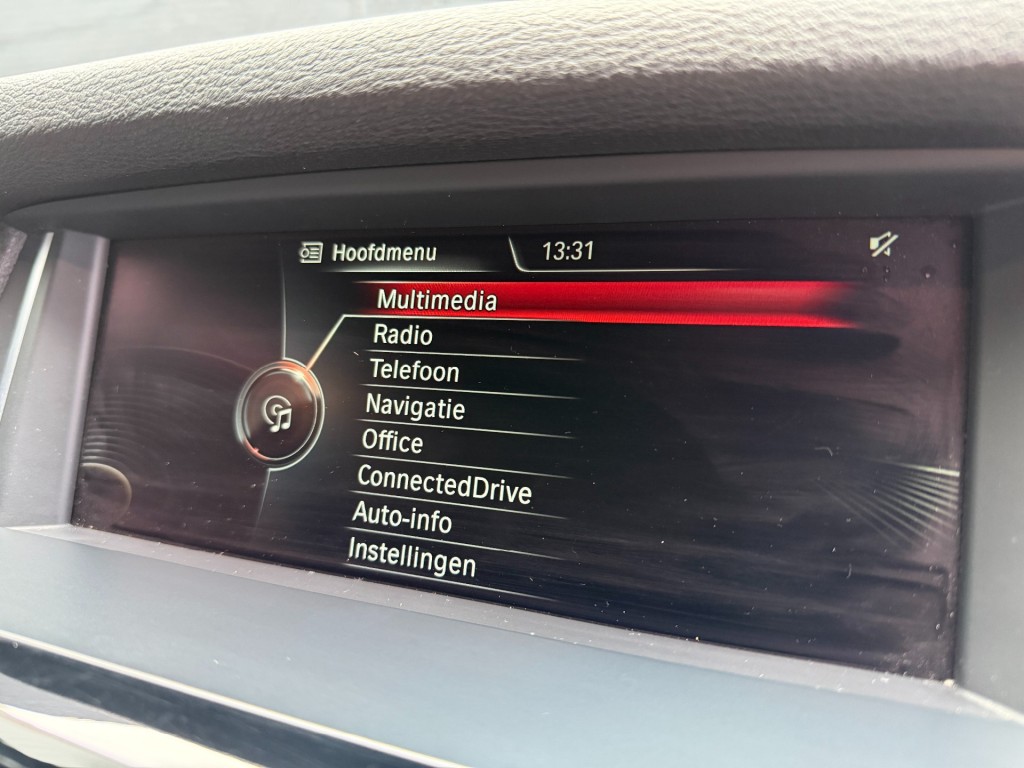 Hoofdmenu 13:31
Multimedia
Radio
Telefoon
Navigatie
Office
ConnectedDrive
Auto-info
Instellingen